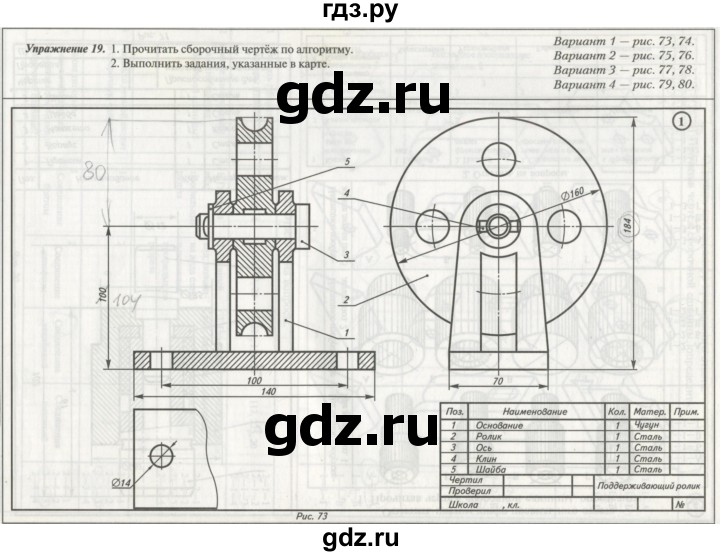 гдз.ру
Упражнение 19. 1. Прочитать сборочный чертёж по алгоритму.
2. Выполнить задания, указанные в карте.
Вариант 1 — рис. 73, 74.
Вариант 2 — рис. 75, 76.
Вариант 3 — рис. 77, 78.
Вариант 4 — рис. 79, 80.
gdz.ru
1
80
5
4
3
2
1
Ø160
184
100
104
100
140
70
Ø14
gdz.ru
Поз. Наименование Кол. Матер. Прим.
1 Основание 1 Чугун
2 Ролик 1 Сталь
3 Ось 1 Сталь
4 Клин 1 Сталь
5 Шайба 1 Сталь
Чертил
Проверил
Поддерживающий ролик
Школа , кл. №
Рис. 73
gdz.ru